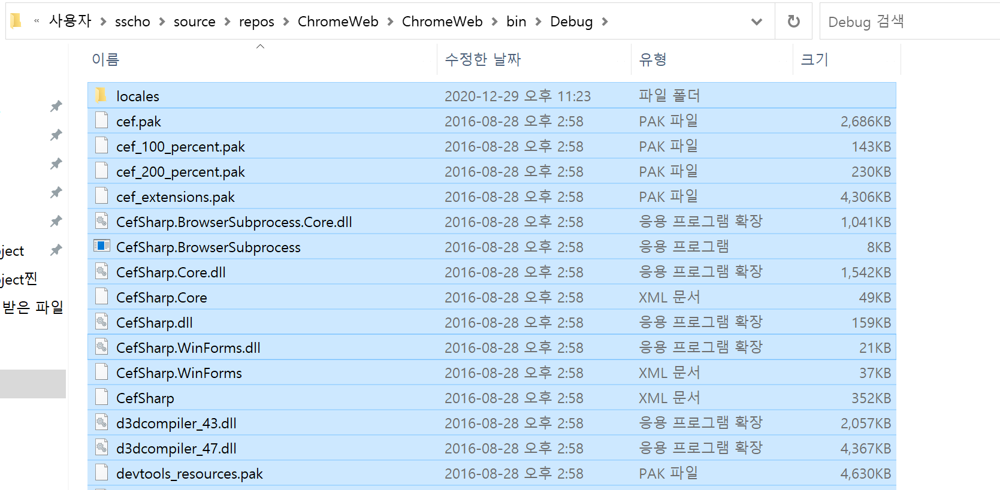 « 사용자 > sscho > source > repos > ChromeWeb > ChromeWeb > bin > Debug > Debug 검색
이름 수정한 날짜 유형 크기
locales 2020-12-29 오후 11:23 파일 폴더
cef.pak 2016-08-28 오후 2:58 PAK 파일 2,686KB
cef_100_percent.pak 2016-08-28 오후 2:58 PAK 파일 143KB
cef_200_percent.pak 2016-08-28 오후 2:58 PAK 파일 230KB
cef_extensions.pak 2016-08-28 오후 2:58 PAK 파일 4,306KB
CefSharp.BrowserSubprocess.Core.dll 2016-08-28 오후 2:58 응용 프로그램 확장 1,041KB
ject CefSharp.BrowserSubprocess 2016-08-28 오후 2:58 응용 프로그램 8KB
ject찐 CefSharp.Core.dll 2016-08-28 오후 2:58 응용 프로그램 확장 1,542KB
CefSharp.Core 2016-08-28 오후 2:58 XML 문서 49KB
받은 파일 CefSharp.dll 2016-08-28 오후 2:58 응용 프로그램 확장 159KB
CefSharp.WinForms.dll 2016-08-28 오후 2:58 응용 프로그램 확장 21KB
CefSharp.WinForms 2016-08-28 오후 2:58 XML 문서 37KB
CefSharp 2016-08-28 오후 2:58 XML 문서 352KB
d3dcompiler_43.dll 2016-08-28 오후 2:58 응용 프로그램 확장 2,057KB
d3dcompiler_47.dll 2016-08-28 오후 2:58 응용 프로그램 확장 4,367KB
devtools_resources.pak 2016-08-28 오후 2:58 PAK 파일 4,630KB